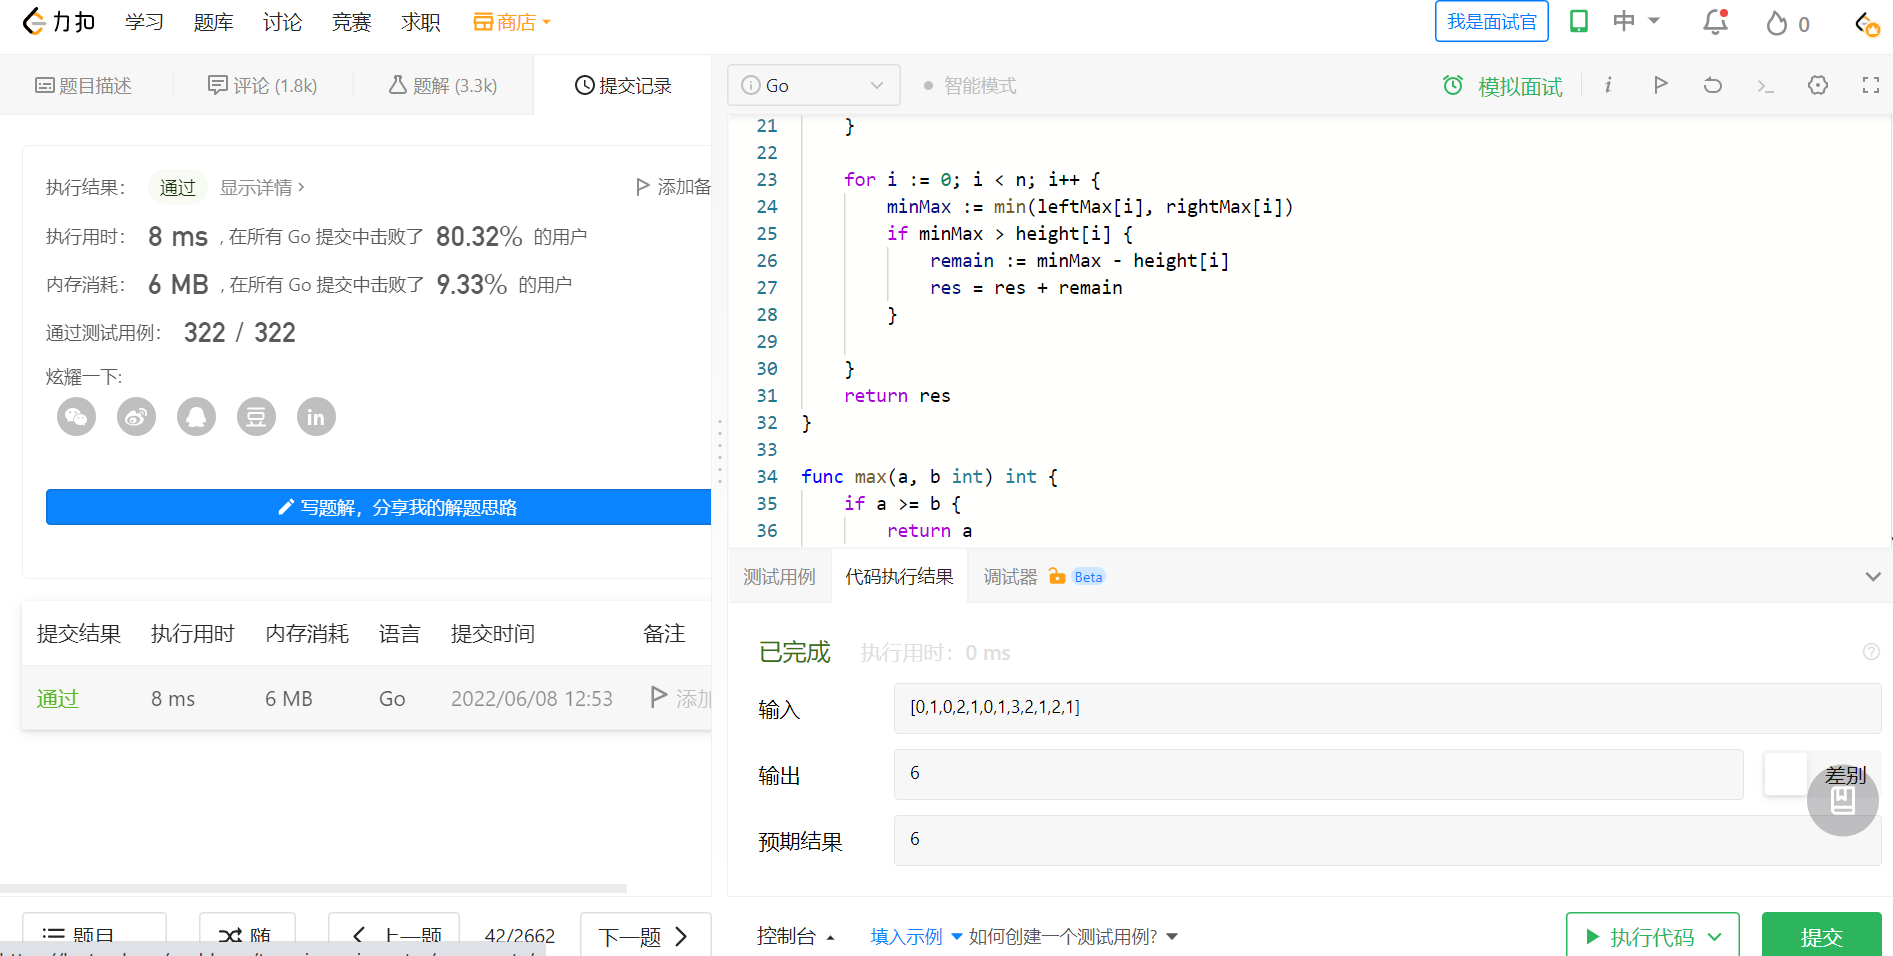 力扣 学习 题库 讨论 竞赛 求职 商店 我是面试官 中 0
题目描述 评论 (1.8k) 题解 (3.3k) 提交记录
执行结果： 通过 显示详情 › 添加备
执行用时： 8 ms , 在所有 Go 提交中击败了 80.32% 的用户
内存消耗： 6 MB , 在所有 Go 提交中击败了 9.33% 的用户
通过测试用例： 322 / 322
炫耀一下:
豆 in
写题解，分享我的解题思路
提交结果 执行用时 内存消耗 语言 提交时间 备注
通过 8 ms 6 MB Go 2022/06/08 12:53 添加
题目 随 上一题 42/2662 下一题
i Go 智能模式 模拟面试 i
21 }
22
23 for i := 0; i < n; i++ {
24 minMax := min(leftMax[i], rightMax[i])
25 if minMax > height[i] {
26 remain := minMax - height[i]
27 res = res + remain
28 }
29
30 }
31 return res
32 }
33
34 func max(a, b int) int {
35 if a >= b {
36 return a
测试用例 代码执行结果 调试器 Beta
已完成 执行用时：0 ms ?
输入 [0,1,0,2,1,0,1,3,2,1,2,1]
输出 6 差别
预期结果 6
控制台 填入示例 如何创建一个测试用例? 执行代码 提交